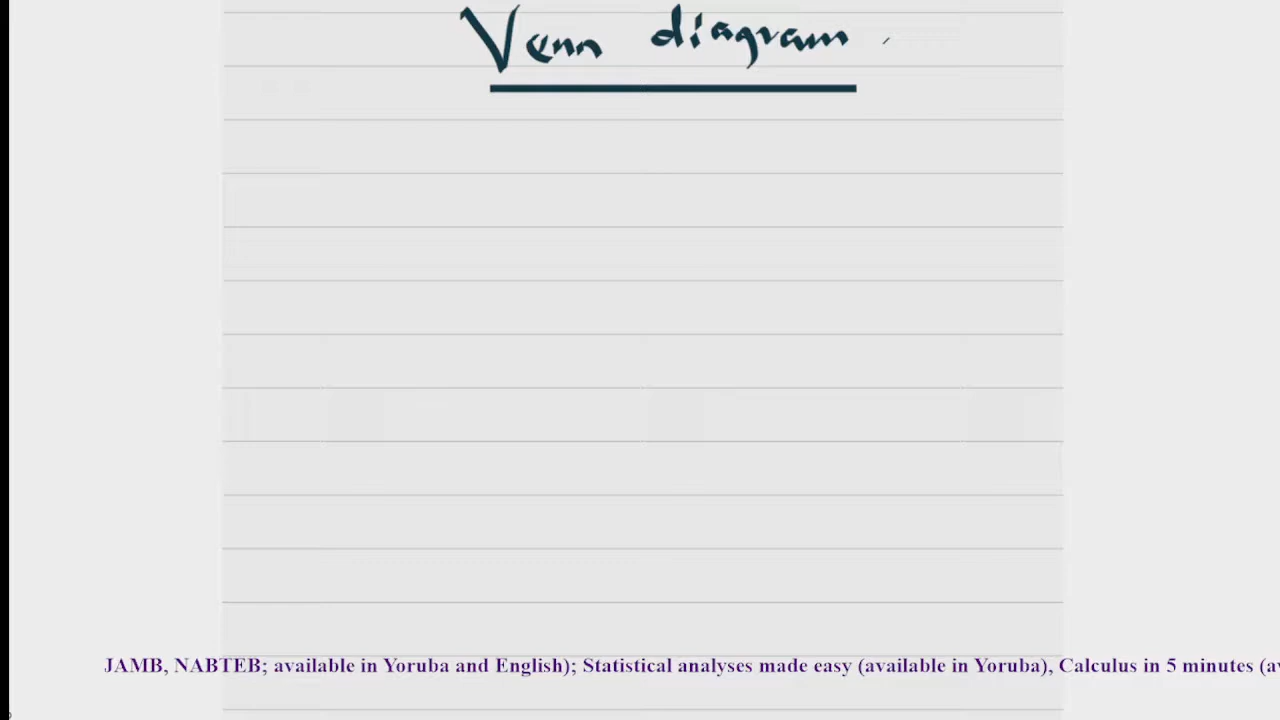 Venn diagram
JAMB, NABTEB; available in Yoruba and English); Statistical analyses made easy (available in Yoruba), Calculus in 5 minutes (av